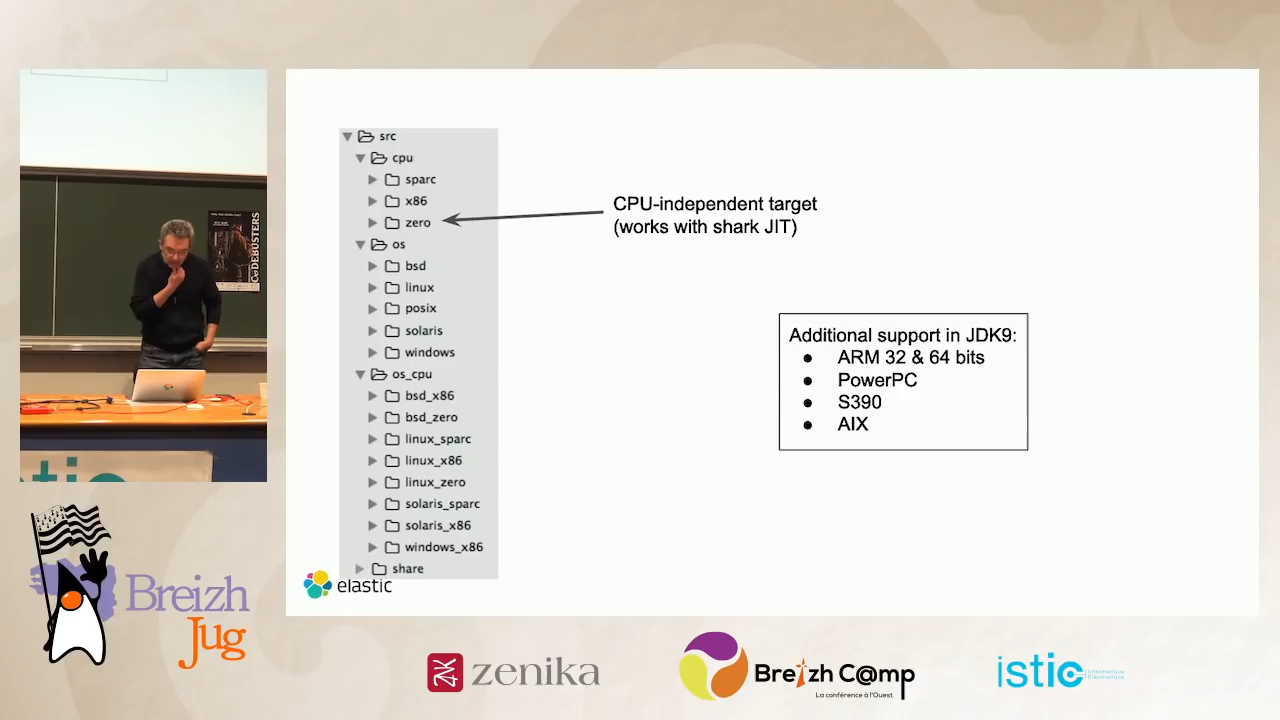 CODEBUSTERS
src
cpu
sparc
x86
zero
os
bsd
linux
posix
solaris
windows
os_cpu
bsd_x86
bsd_zero
linux_sparc
linux_x86
linux_zero
solaris_sparc
solaris_x86
windows_x86
share
CPU-independent target
(works with shark JIT)
Additional support in JDK9:
● ARM 32 & 64 bits
● PowerPC
● S390
● AIX
elastic
Breizh
Jug
zenika
Breizh C@mp
La conférence à l'Ouest
istic